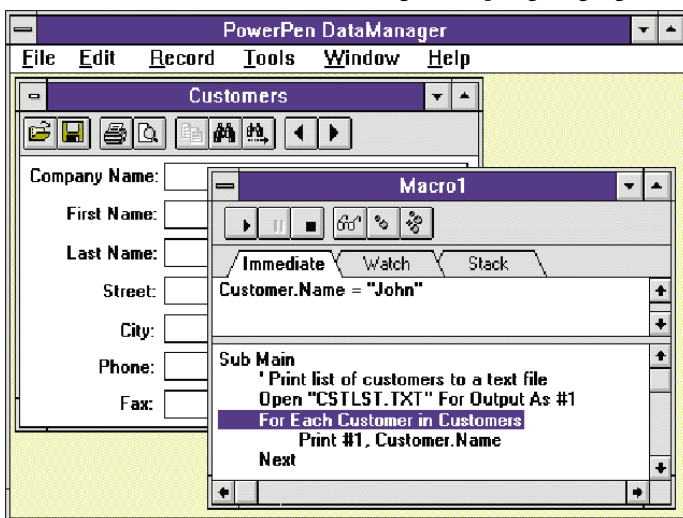 PowerPen DataManager
File Edit Record Tools Window Help
Customers
Company Name:
First Name:
Last Name:
Street:
City:
Phone:
Fax:
Macro1
Immediate Watch Stack
Customer.Name = "John"
Sub Main
' Print list of customers to a text file
Open "CSTLST.TXT" For Output As #1
For Each Customer in Customers
Print #1, Customer.Name
Next